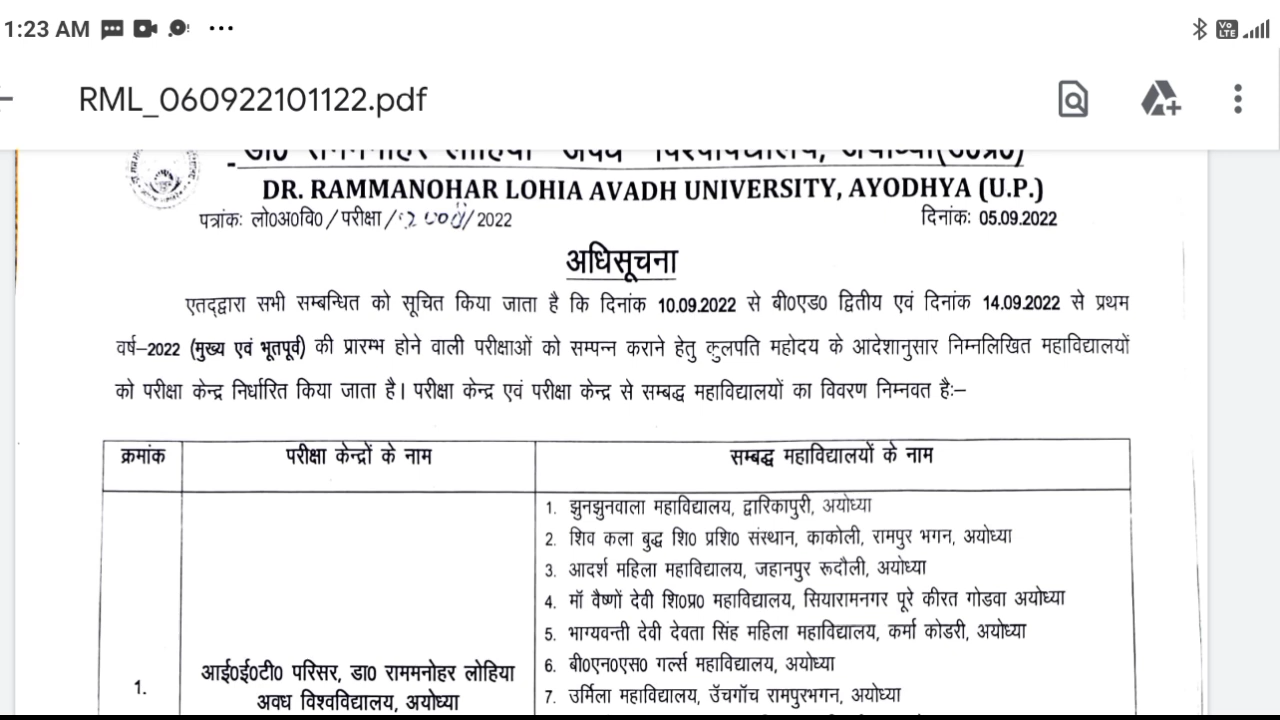 1:23 AM
RML_060922101122.pdf
DR. RAMMANOHAR LOHIA AVADH UNIVERSITY, AYODHYA (U.P.)
पत्रांकः लो0अ0वि0/परीक्षा/ /2022 दिनांकः 05.09.2022
अधिसूचना
एतद्द्वारा सभी सम्बन्धित को सूचित किया जाता है कि दिनांक 10.09.2022 से बी0एड0 द्वितीय एवं दिनांक 14.09.2022 से प्रथम
वर्ष–2022 (मुख्य एवं भूतपूर्व) की प्रारम्भ होने वाली परीक्षाओं को सम्पन्न कराने हेतु कुलपति महोदय के आदेशानुसार निम्नलिखित महाविद्यालयों
को परीक्षा केन्द्र निर्धारित किया जाता है। परीक्षा केन्द्र एवं परीक्षा केन्द्र से सम्बद्ध महाविद्यालयों का विवरण निम्नवत हैः–
क्रमांक परीक्षा केन्द्रों के नाम सम्बद्ध महाविद्यालयों के नाम
1. झुनझुनवाला महाविद्यालय, द्वारिकापुरी, अयोध्या
2. शिव कला बुद्ध शि0 प्रशि0 संस्थान, काकोली, रामपुर भगन, अयोध्या
3. आदर्श महिला महाविद्यालय, जहानपुर रूदौली, अयोध्या
4. मॉ वैष्णों देवी शि0प्र0 महाविद्यालय, सियारामनगर पूरे कीरत गोडवा अयोध्या
5. भाग्यवन्ती देवी देवता सिंह महिला महाविद्यालय, कर्मा कोडरी, अयोध्या
6. बी0एन0एस0 गर्ल्स महाविद्यालय, अयोध्या
7. उर्मिला महाविद्यालय, उॅचगॉच रामपुरभगन, अयोध्या
1.
आई0ई0टी0 परिसर, डा0 राममनोहर लोहिया
अवध विश्वविद्यालय, अयोध्या